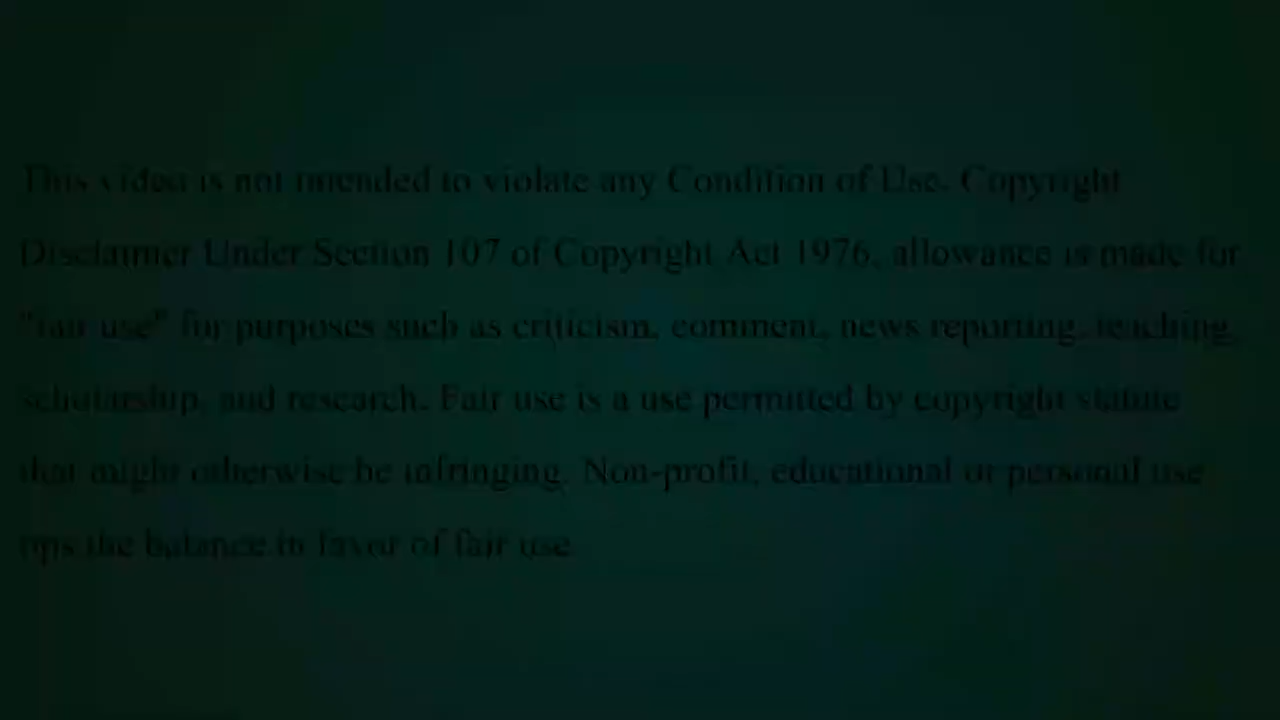 This video is not intended to violate any Condition of Use. Copyright
Disclaimer Under Section 107 of Copyright Act 1976, allowance is made for
"fair use" for purposes such as criticism, comment, news reporting, teaching,
scholarship, and research. Fair use is a use permitted by copyright statute
that might otherwise be infringing. Non-profit, educational or personal use
tips the balance in favor of fair use.